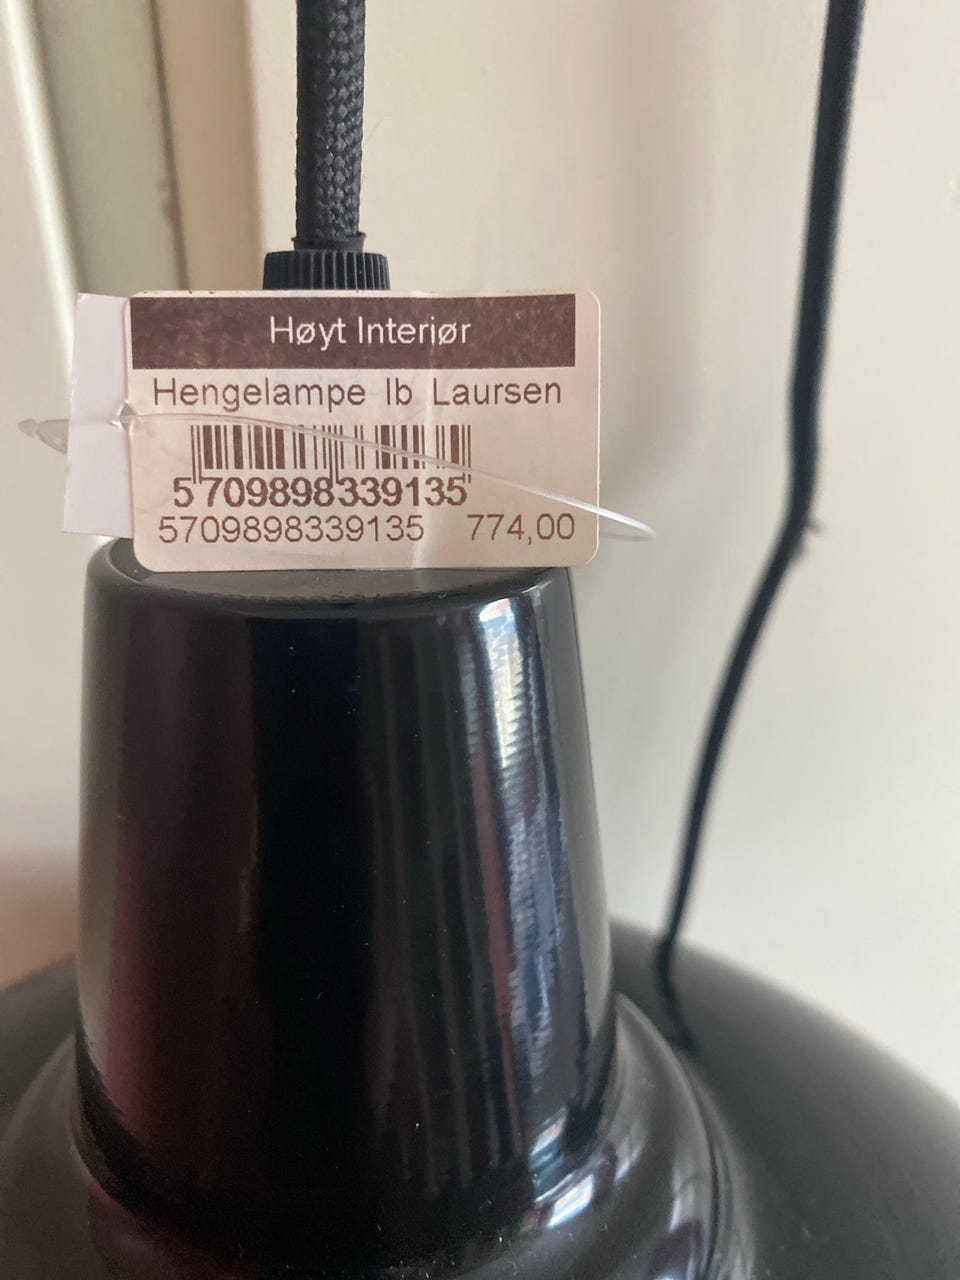 Høyt Interiør
Hengelampe Ib Laursen
5709898339135
5709898339135 774,00